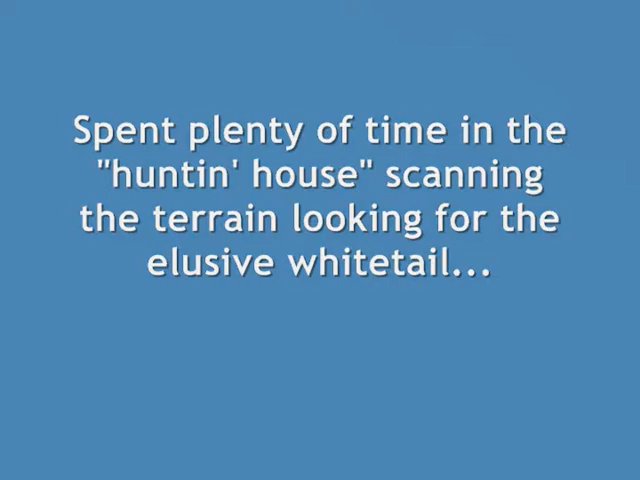 Spent plenty of time in the
"huntin' house" scanning
the terrain looking for the
elusive whitetail...